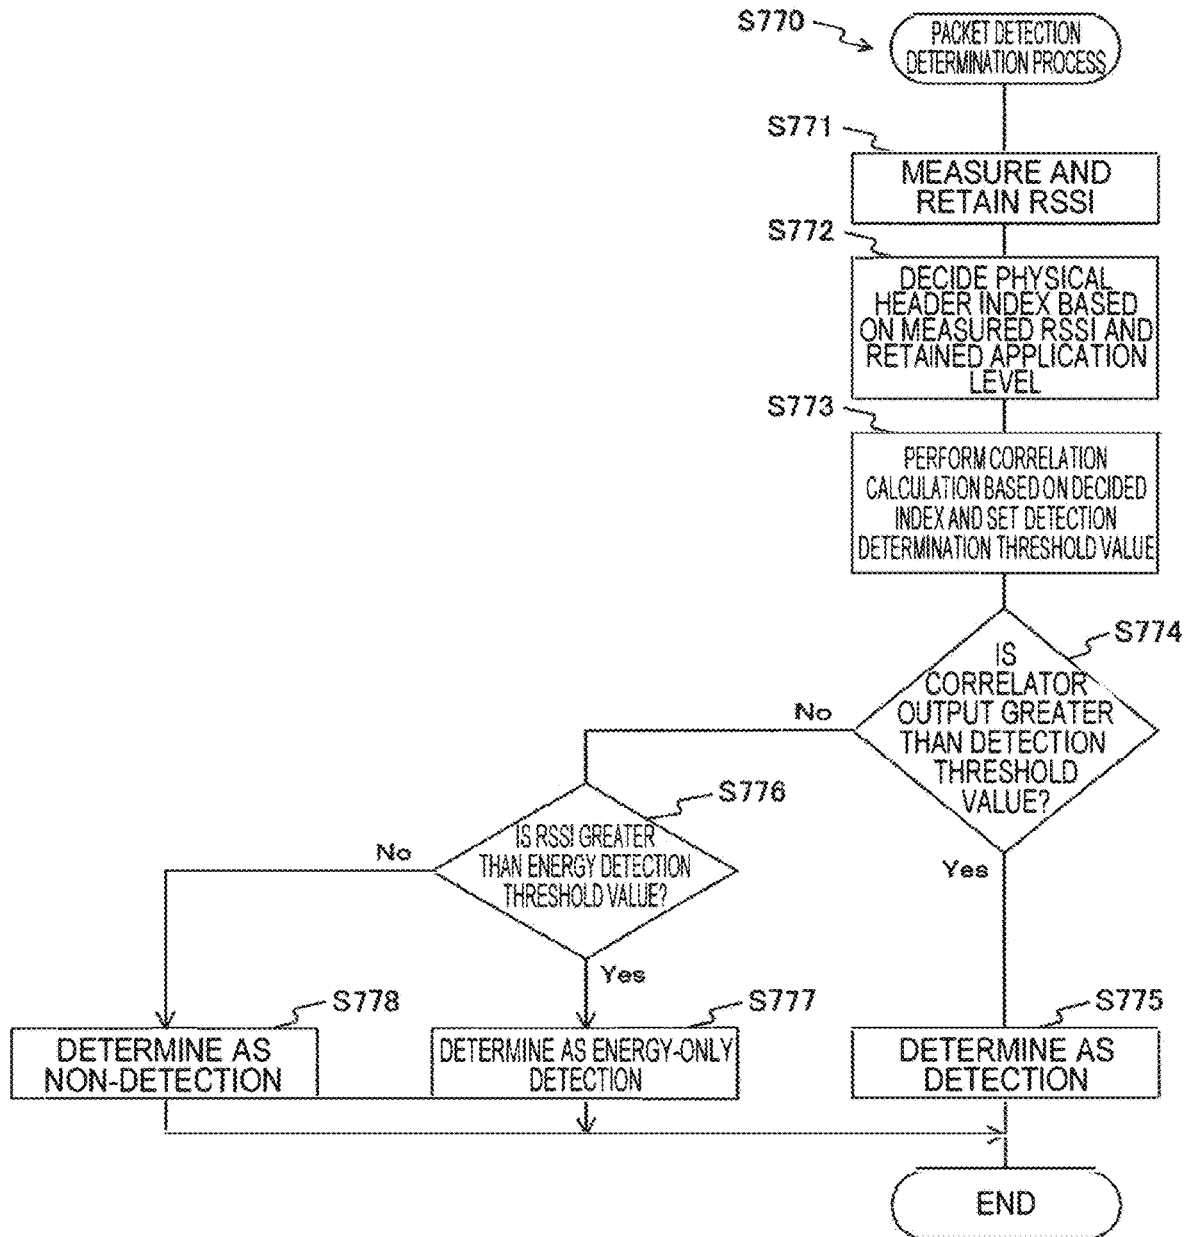 S770
PACKET DETECTION
DETERMINATION PROCESS
S771
MEASURE AND
RETAIN RSSI
S772
DECIDE PHYSICAL
HEADER INDEX BASED
ON MEASURED RSSI AND
RETAINED APPLICATION
LEVEL
S773
PERFORM CORRELATION
CALCULATION BASED ON DECIDED
INDEX AND SET DETECTION
DETERMINATION THRESHOLD VALUE
S774
IS
CORRELATOR
OUTPUT GREATER
THAN DETECTION
THRESHOLD
VALUE?
No
Yes
S776
IS RSSI GREATER
THAN ENERGY DETECTION
THRESHOLD VALUE?
No
Yes
S778
DETERMINE AS
NON-DETECTION
S777
DETERMINE AS ENERGY-ONLY
DETECTION
S775
DETERMINE AS
DETECTION
END